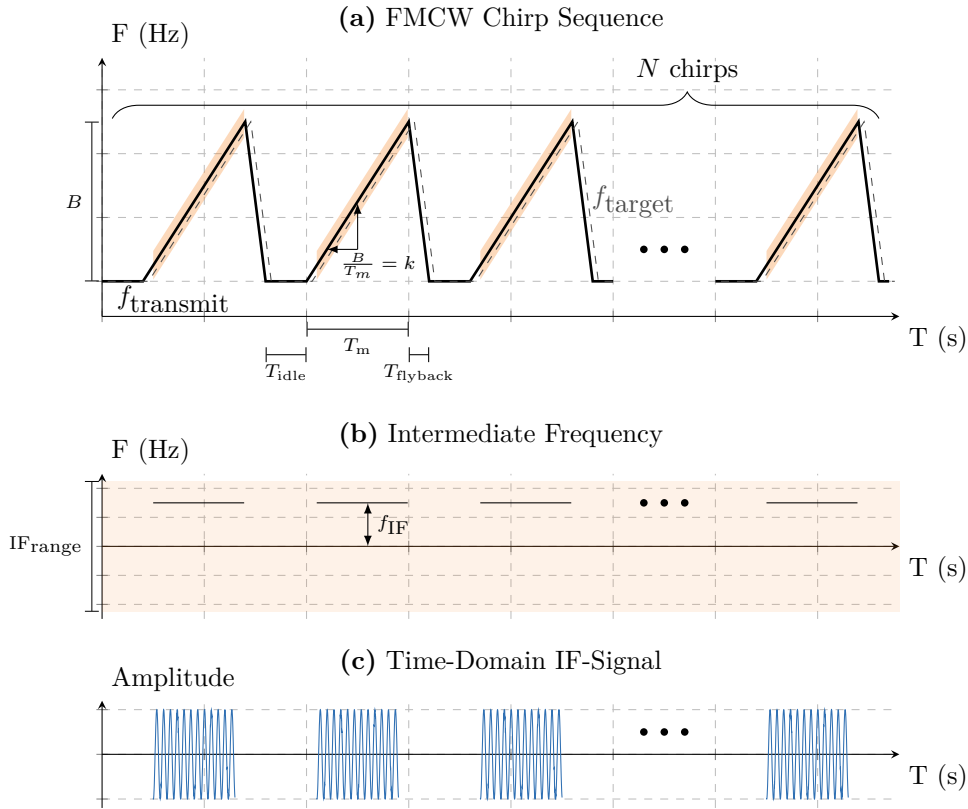 (a) FMCW Chirp Sequence
F (Hz)
N chirps
B
f_target
B/T_m = k
f_transmit
T (s)
T_m
T_idle
T_flyback
(b) Intermediate Frequency
F (Hz)
f_IF
IF_range
T (s)
(c) Time-Domain IF-Signal
Amplitude
T (s)